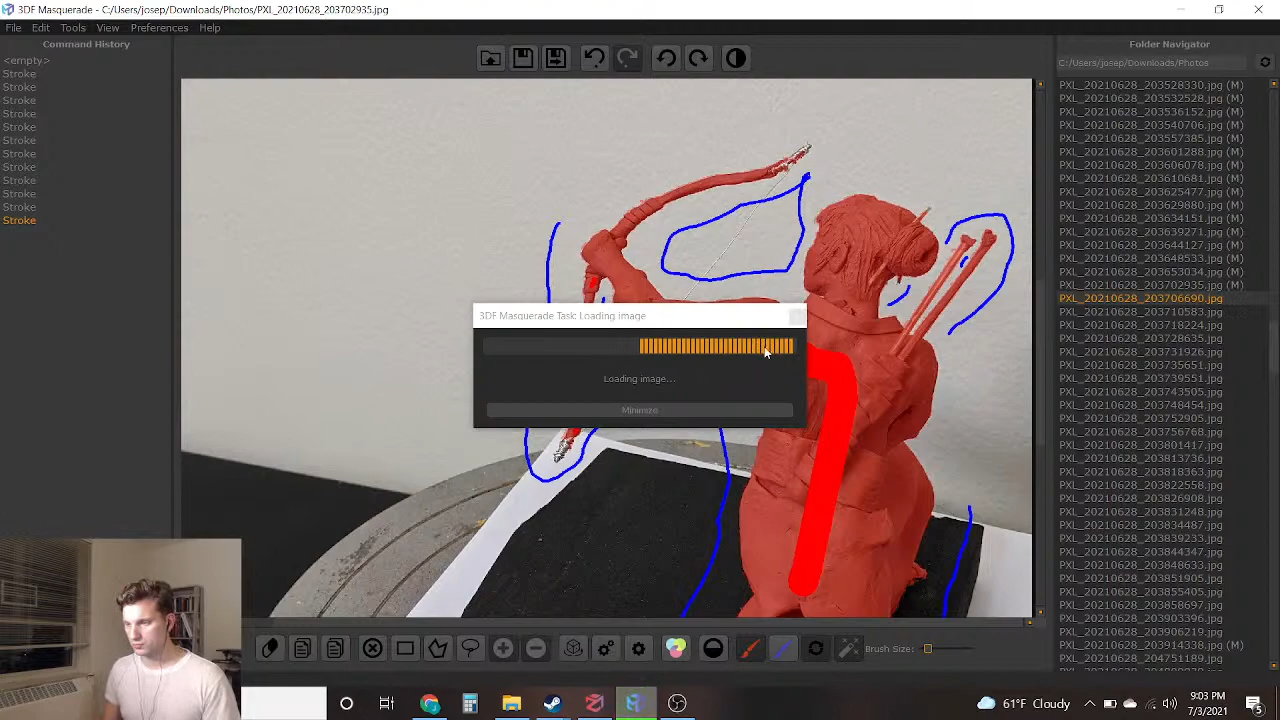 3DF Masquerade - C:/Users/josep/Downloads/Photos/PXL_20210628_203702935.jpg
File Edit Tools View Preferences Help
Command History
<empty>
Stroke
Stroke
Stroke
Stroke
Stroke
Stroke
Stroke
Stroke
Stroke
Stroke
Stroke
Stroke
3DF Masquerade Task: Loading image
Loading image...
Minimize
Folder Navigator
C:/Users/josep/Downloads/Photos
PXL_20210628_203528330.jpg (M)
PXL_20210628_203532528.jpg (M)
PXL_20210628_203536152.jpg (M)
PXL_20210628_203540706.jpg (M)
PXL_20210628_203557385.jpg (M)
PXL_20210628_203601288.jpg (M)
PXL_20210628_203606078.jpg (M)
PXL_20210628_203610681.jpg (M)
PXL_20210628_203625477.jpg (M)
PXL_20210628_203629880.jpg (M)
PXL_20210628_203634151.jpg (M)
PXL_20210628_203639271.jpg (M)
PXL_20210628_203644127.jpg (M)
PXL_20210628_203648533.jpg (M)
PXL_20210628_203653034.jpg (M)
PXL_20210628_203702935.jpg (M)
PXL_20210628_203706690.jpg
PXL_20210628_203710583.jpg
PXL_20210628_203718224.jpg
PXL_20210628_203728635.jpg
PXL_20210628_203731926.jpg
PXL_20210628_203735651.jpg
PXL_20210628_203739551.jpg
PXL_20210628_203743505.jpg
PXL_20210628_203748454.jpg
PXL_20210628_203752905.jpg
PXL_20210628_203756768.jpg
PXL_20210628_203801417.jpg
PXL_20210628_203813736.jpg
PXL_20210628_203818363.jpg
PXL_20210628_203822558.jpg
PXL_20210628_203826908.jpg
PXL_20210628_203831248.jpg
PXL_20210628_203834487.jpg
PXL_20210628_203839233.jpg
PXL_20210628_203844347.jpg
PXL_20210628_203848633.jpg
PXL_20210628_203851905.jpg
PXL_20210628_203855405.jpg
PXL_20210628_203858697.jpg
PXL_20210628_203903396.jpg
PXL_20210628_203906219.jpg
PXL_20210628_203914338.jpg (M)
PXL_20210628_204751189.jpg
Brush Size:
61°F Cloudy
9:03 PM
7/3/2021
5